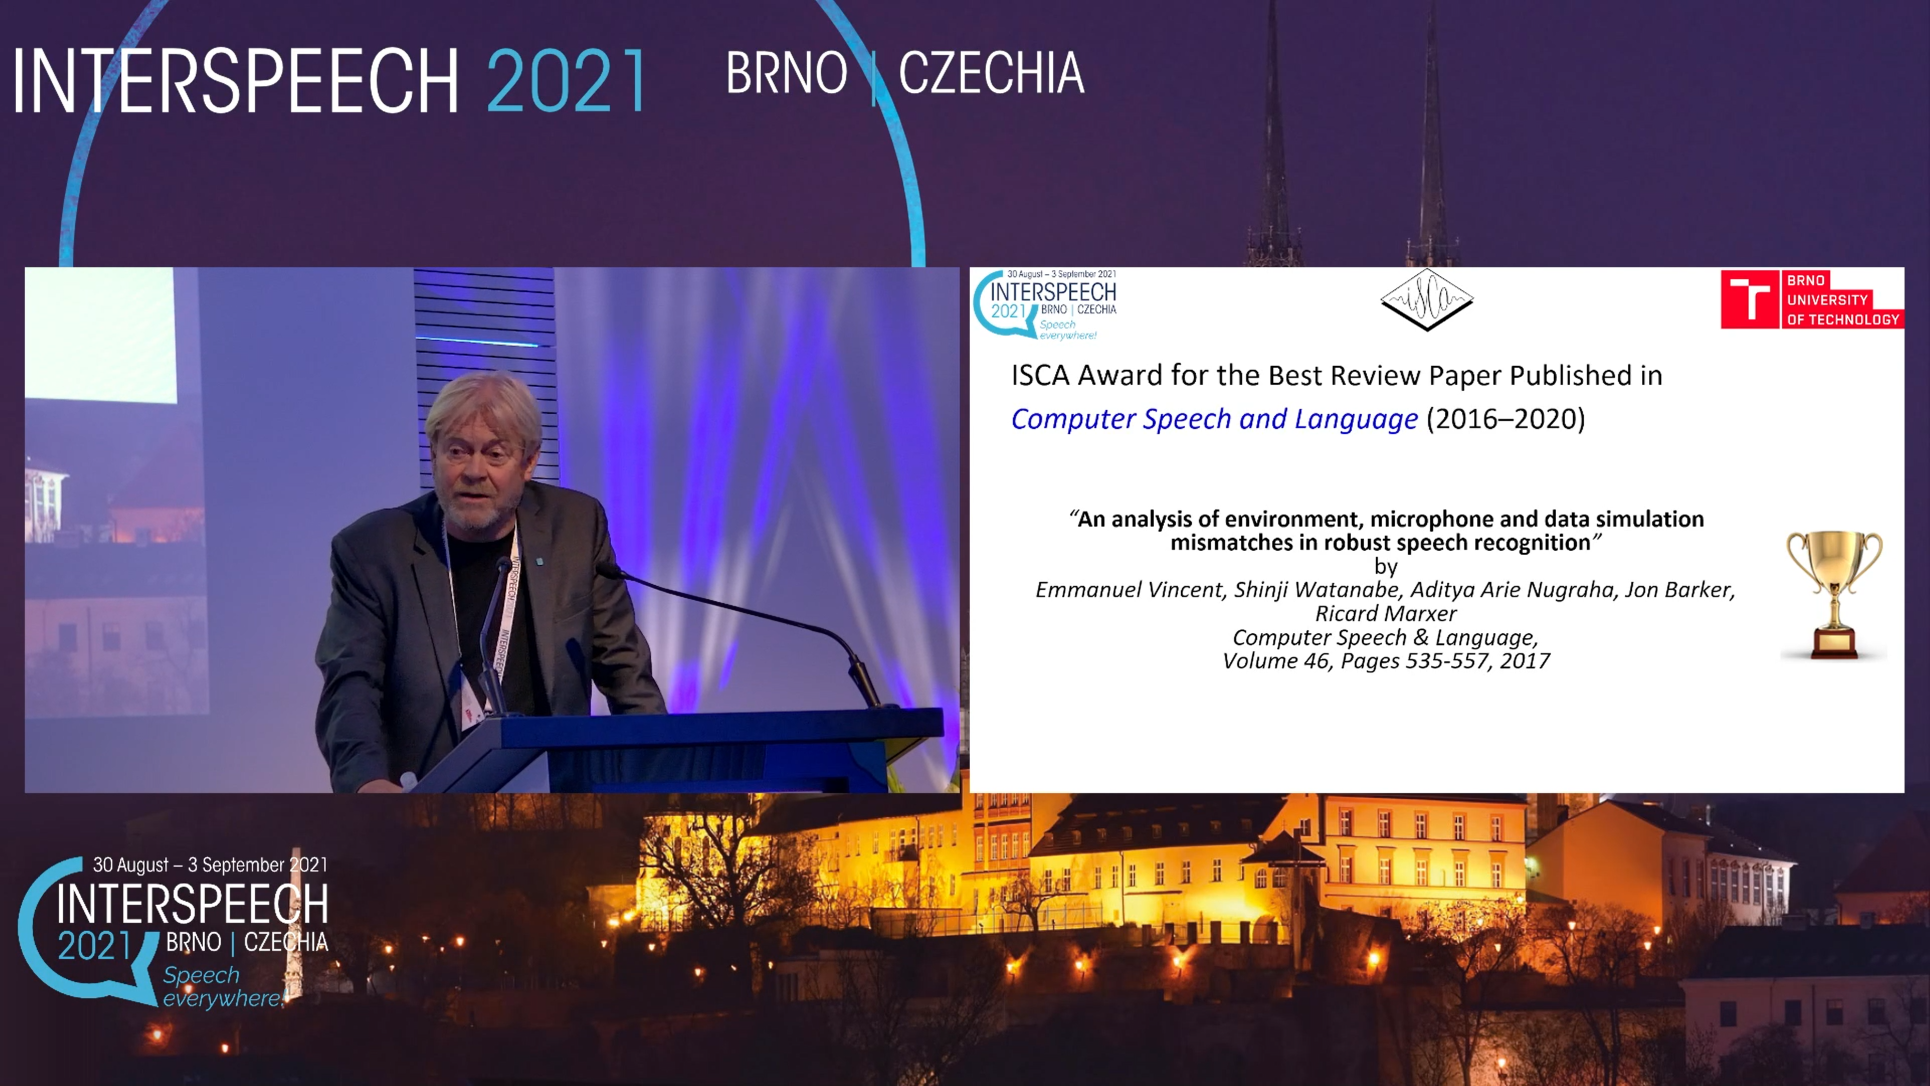 INTERSPEECH 2021 BRNO | CZECHIA
30 August – 3 September 2021
INTERSPEECH
2021 BRNO | CZECHIA
Speech
everywhere!
isca
BRNO
UNIVERSITY
OF TECHNOLOGY
ISCA Award for the Best Review Paper Published in
Computer Speech and Language (2016–2020)
“An analysis of environment, microphone and data simulation
mismatches in robust speech recognition”
by
Emmanuel Vincent, Shinji Watanabe, Aditya Arie Nugraha, Jon Barker,
Ricard Marxer
Computer Speech & Language,
Volume 46, Pages 535-557, 2017
INTERSPEECH 2021
30 August – 3 September 2021
INTERSPEECH
2021 BRNO | CZECHIA
Speech
everywhere!